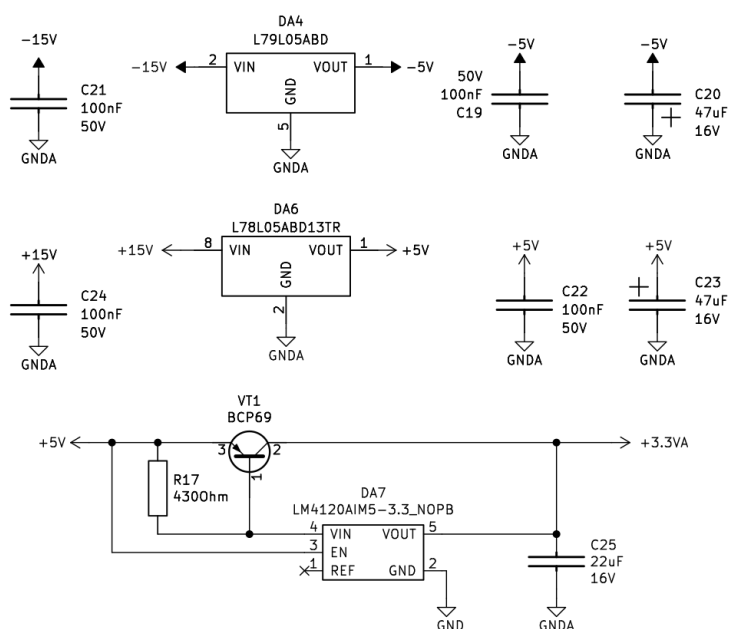 DA4
L79L05ABD
-15V
-15V
2
VIN
VOUT
1
-5V
GND
5
GNDA
C21
100nF
50V
GNDA
-5V
50V
100nF
C19
GNDA
-5V
C20
47uF
16V
GNDA
DA6
L78L05ABD13TR
+15V
8
VIN
VOUT
1
+5V
GND
2
GNDA
+15V
C24
100nF
50V
GNDA
+5V
C22
100nF
50V
GNDA
+5V
C23
47uF
16V
GNDA
VT1
BCP69
+5V
3
2
1
+3.3VA
R17
430Ohm
DA7
LM4120AIM5-3.3_NOPB
4
VIN
VOUT
5
3
EN
1
REF
GND
2
C25
22uF
16V
GND
GNDA